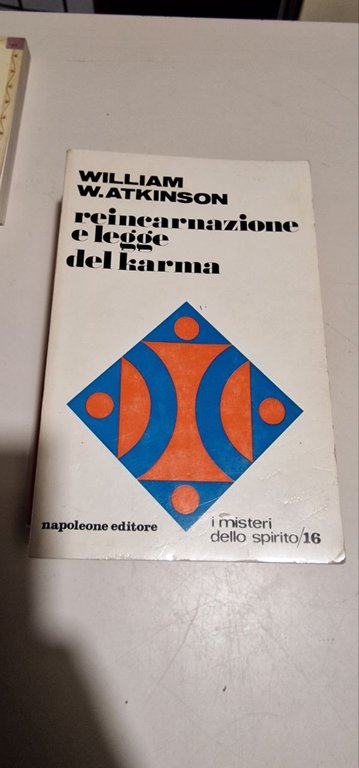 WILLIAM
W.ATKINSON
reincarnazione
e legge
del karma
napoleone editore
i misteri
dello spirito/16